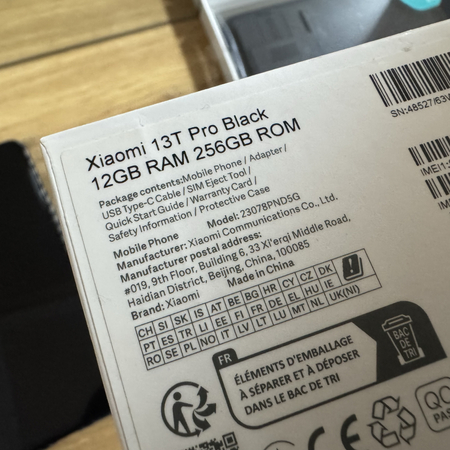 Xiaomi 13T Pro Black
12GB RAM 256GB ROM
Package contents:Mobile Phone / Adapter /
USB Type-C Cable / SIM Eject Tool /
Quick Start Guide / Warranty Card /
Safety Information / Protective Case
Mobile Phone Model: 23078PND5G
Manufacturer: Xiaomi Communications Co., Ltd.
Manufacturer postal address:
#019, 9th Floor, Building 6, 33 Xi'erqi Middle Road,
Haidian District, Beijing, China, 100085
Brand: Xiaomi Made in China
CH SI SK IS AT BE BG HR CY CZ DK
PT ES TR LI EE FI FR DE EL HU IE
RO SE PL NO IT LV LT LU MT NL UK(NI)
SN:48527/
FR
ÉLÉMENTS D'EMBALLAGE
À SÉPARER ET À DÉPOSER
DANS LE BAC DE TRI
BAC
DE
TRI
CE